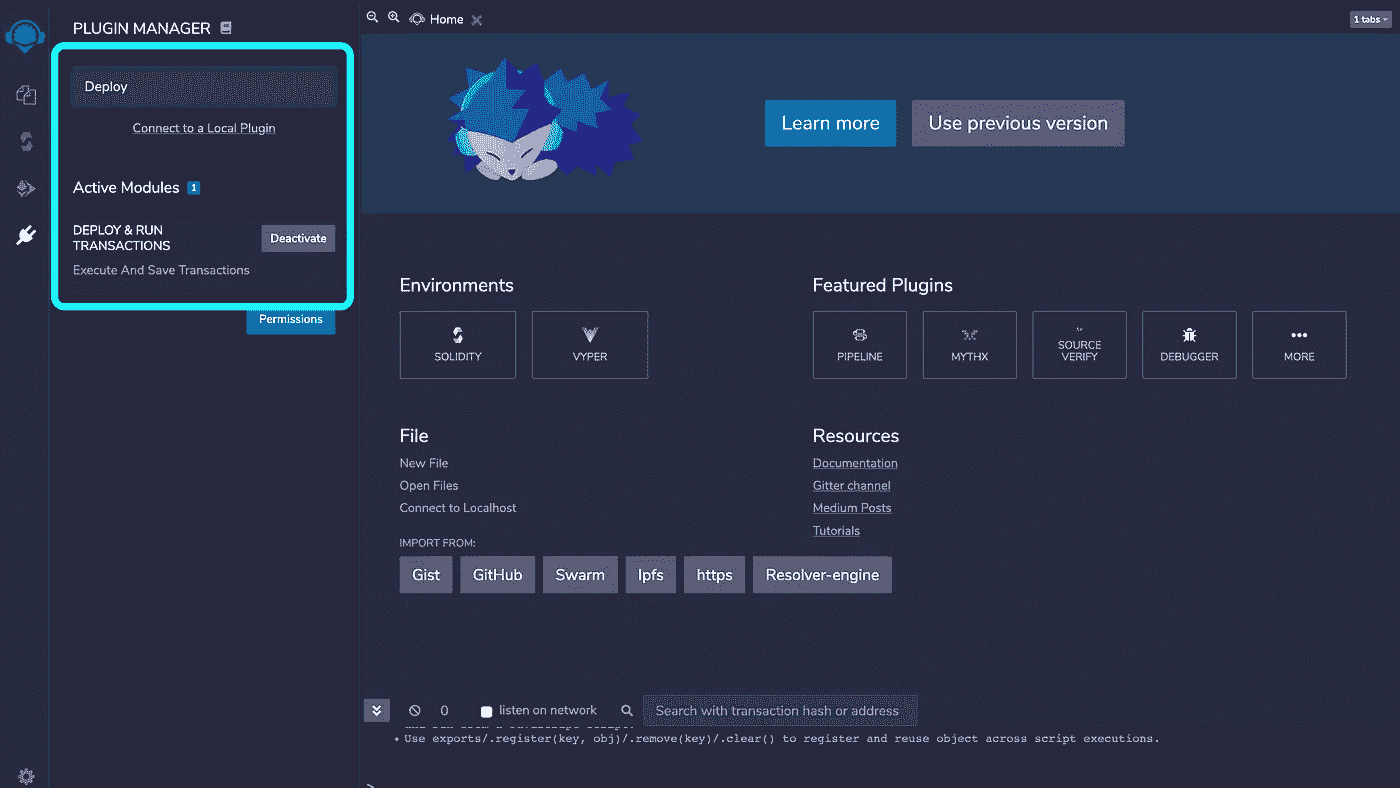 PLUGIN MANAGER
Deploy
Connect to a Local Plugin
Active Modules 1
DEPLOY & RUN
TRANSACTIONS
Deactivate
Execute And Save Transactions
Permissions
Home
1 tabs
Learn more
Use previous version
Environments
SOLIDITY
VYPER
Featured Plugins
PIPELINE
MYTHX
SOURCE
VERIFY
DEBUGGER
MORE
File
New File
Open Files
Connect to Localhost
IMPORT FROM:
Gist
GitHub
Swarm
Ipfs
https
Resolver-engine
Resources
Documentation
Gitter channel
Medium Posts
Tutorials
0
listen on network
Search with transaction hash or address
• Use exports/.register(key, obj)/.remove(key)/.clear() to register and reuse object across script executions.
>